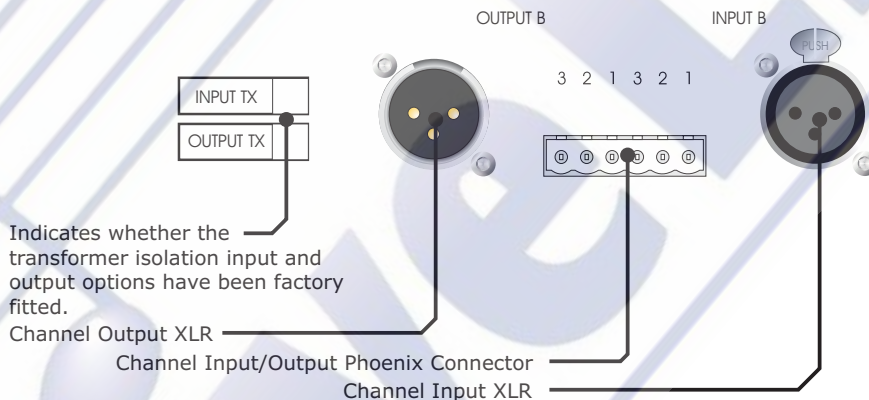 OUTPUT B
INPUT B
PUSH
3 2 1 3 2 1
INPUT TX
OUTPUT TX
Indicates whether the
transformer isolation input and
output options have been factory
fitted.
Channel Output XLR
Channel Input/Output Phoenix Connector
Channel Input XLR